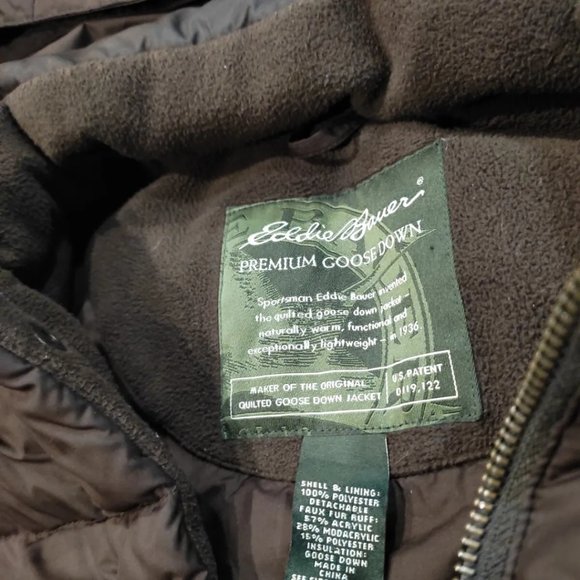 Eddie Bauer®
PREMIUM GOOSE DOWN
Sportsman Eddie Bauer invented
the quilted goose down jacket –
naturally warm, functional and
exceptionally lightweight – in 1936.
MAKER OF THE ORIGINAL
QUILTED GOOSE DOWN JACKET
U.S. PATENT
0119,122
SHELL & LINING:
100% POLYESTER
DETACHABLE
FAUX FUR RUFF:
57% ACRYLIC
28% MODACRYLIC
15% POLYESTER
INSULATION:
GOOSE DOWN
MADE IN
CHINA